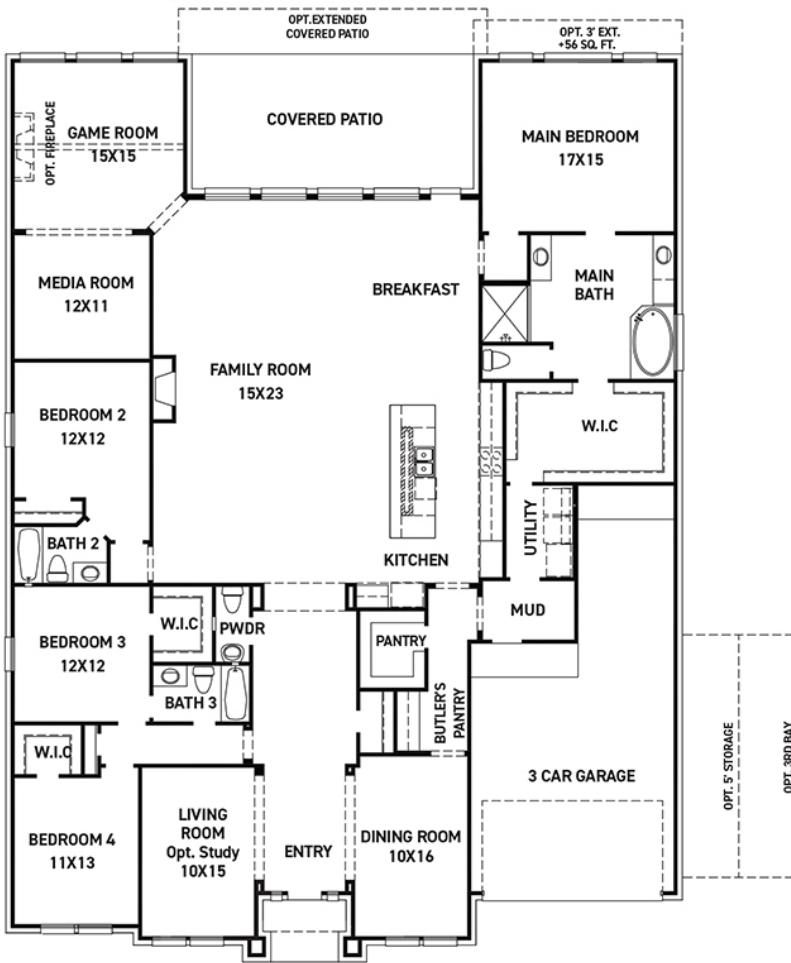 OPT.EXTENDED
COVERED PATIO
OPT. 3' EXT.
+56 SQ. FT.
OPT. FIREPLACE
GAME ROOM
15X15
COVERED PATIO
MAIN BEDROOM
17X15
MEDIA ROOM
12X11
BREAKFAST
MAIN
BATH
FAMILY ROOM
15X23
BEDROOM 2
12X12
W.I.C
BATH 2
KITCHEN
UTILITY
MUD
BEDROOM 3
12X12
W.I.C
PWDR
PANTRY
BATH 3
BUTLER'S
PANTRY
W.I.C
BEDROOM 4
11X13
LIVING
ROOM
Opt. Study
10X15
ENTRY
DINING ROOM
10X16
3 CAR GARAGE
OPT. 5' STORAGE
OPT. 3RD BAY